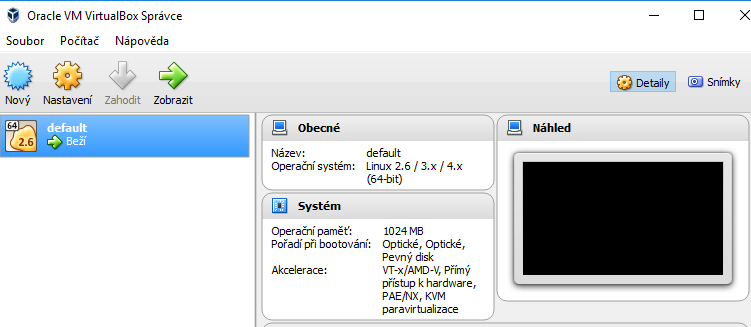 Oracle VM VirtualBox Správce
Soubor Počítač Nápověda
Nový Nastavení Zahodit Zobrazit
Detaily Snímky
64 2.6 default
Beží
Obecné
Název: default
Operační systém: Linux 2.6 / 3.x / 4.x
(64-bit)
Systém
Operační paměť: 1024 MB
Pořadí při bootování: Optické, Optické,
Pevný disk
Akcelerace: VT-x/AMD-V, Přímý
přístup k hardware,
PAE/NX, KVM
paravirtualizace
Náhled